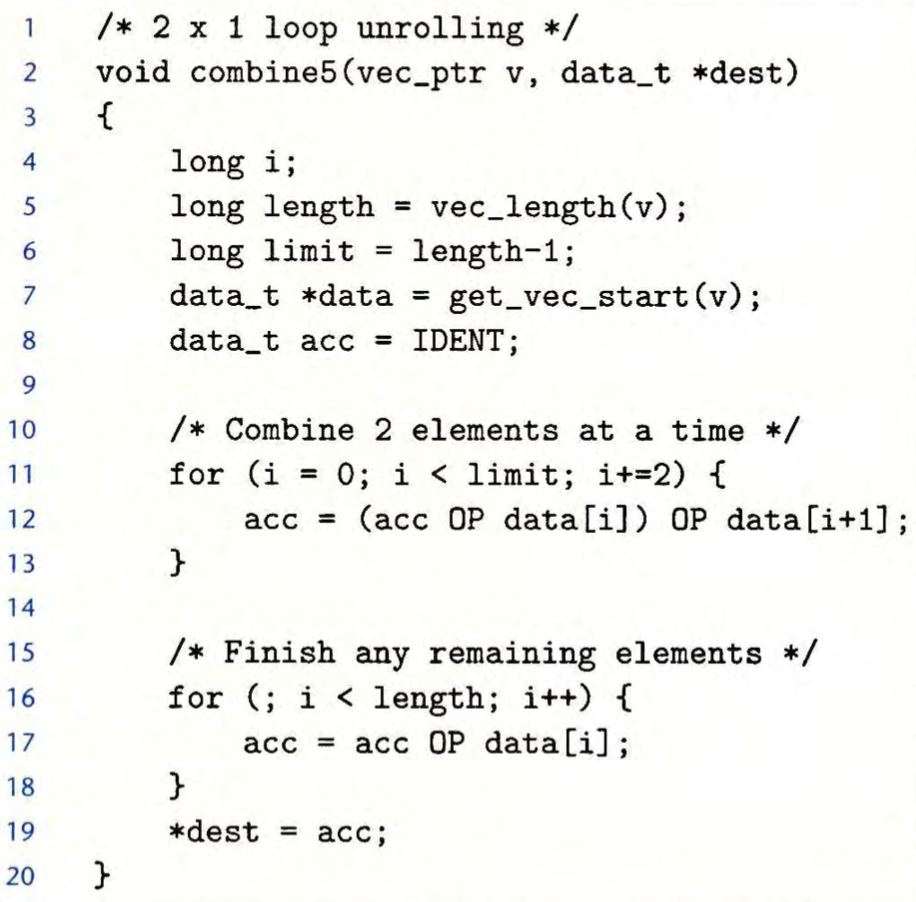 1 /* 2 x 1 loop unrolling */
2 void combine5(vec_ptr v, data_t *dest)
3 {
4     long i;
5     long length = vec_length(v);
6     long limit = length-1;
7     data_t *data = get_vec_start(v);
8     data_t acc = IDENT;
9
10     /* Combine 2 elements at a time */
11     for (i = 0; i < limit; i+=2) {
12         acc = (acc OP data[i]) OP data[i+1];
13     }
14
15     /* Finish any remaining elements */
16     for (; i < length; i++) {
17         acc = acc OP data[i];
18     }
19     *dest = acc;
20 }